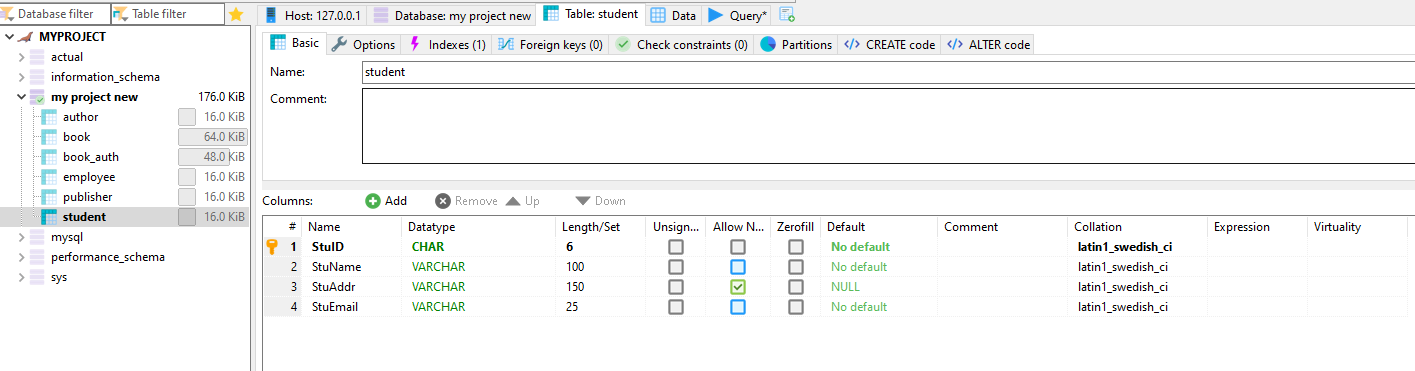 Database filter
Table filter
MYPROJECT
actual
information_schema
my project new 176.0 KiB
author 16.0 KiB
book 64.0 KiB
book_auth 48.0 KiB
employee 16.0 KiB
publisher 16.0 KiB
student 16.0 KiB
mysql
performance_schema
sys
Host: 127.0.0.1 Database: my project new Table: student Data Query*
Basic Options Indexes (1) Foreign keys (0) Check constraints (0) Partitions CREATE code ALTER code
Name: student
Comment:
Columns: Add Remove Up Down
# Name Datatype Length/Set Unsign... Allow N... Zerofill Default Comment Collation Expression Virtuality
1 StuID CHAR 6 No default latin1_swedish_ci
2 StuName VARCHAR 100 No default latin1_swedish_ci
3 StuAddr VARCHAR 150 NULL latin1_swedish_ci
4 StuEmail VARCHAR 25 No default latin1_swedish_ci